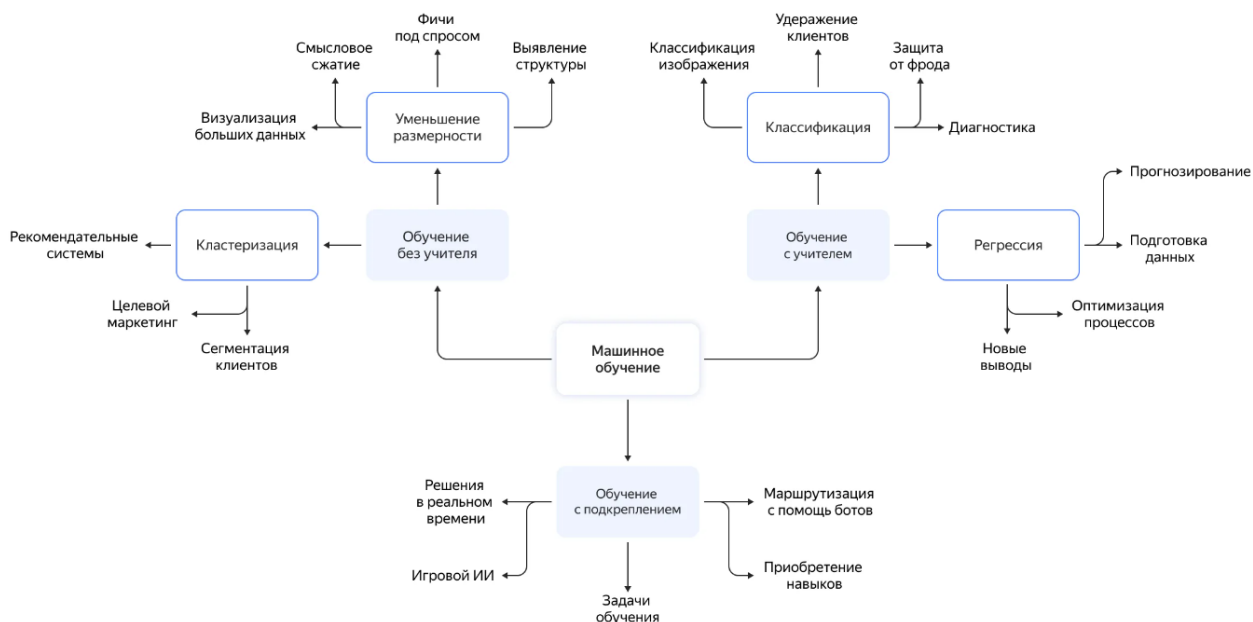 Фичи
под спросом
Смысловое
сжатие
Выявление
структуры
Визуализация
больших данных
Уменьшение
размерности
Удеражение
клиентов
Классификация
изображения
Защита
от фрода
Классификация
Диагностика
Прогнозирование
Рекомендательные
системы
Кластеризация
Обучение
без учителя
Обучение
с учителем
Регрессия
Подготовка
данных
Целевой
маркетинг
Сегментация
клиентов
Машинное
обучение
Оптимизация
процессов
Новые
выводы
Решения
в реальном
времени
Обучение
с подкреплением
Маршрутизация
с помощь ботов
Игровой ИИ
Задачи
обучения
Приобретение
навыков